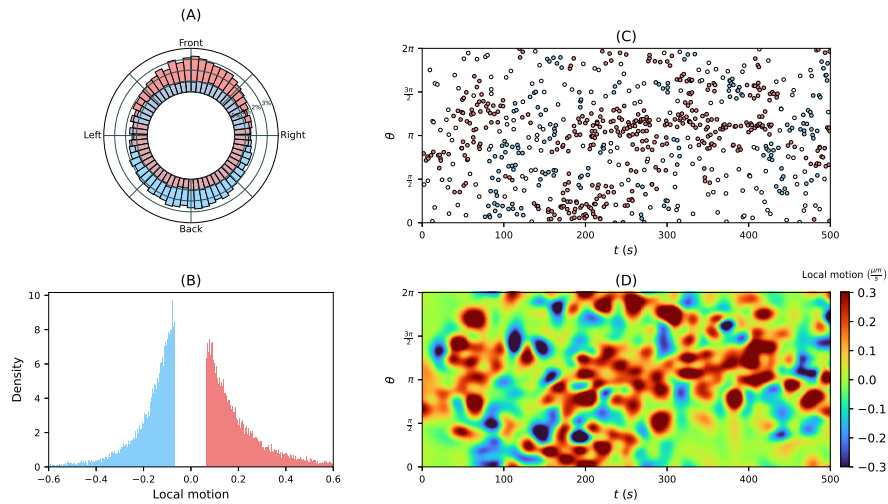 (A)
Front
Left
Right
Back
2%
3%
(B)
Density
10
8
6
4
2
0
−0.6
−0.4
−0.2
0.0
0.2
0.4
0.6
Local motion
(C)
θ
2π
3π/2
π
π/2
0
0
100
200
300
400
500
t (s)
(D)
θ
2π
3π/2
π
π/2
0
0
100
200
300
400
500
t (s)
Local motion (μm/s)
0.3
0.2
0.1
0.0
−0.1
−0.2
−0.3